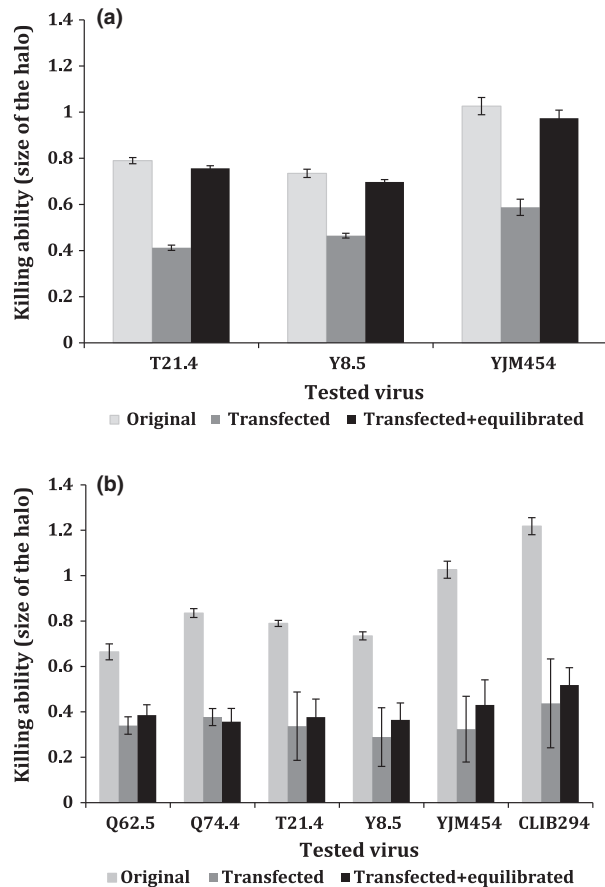 (a)
Killing ability (size of the halo)
1.4
1.2
1
0.8
0.6
0.4
0.2
0
T21.4 Y8.5 YJM454
Tested virus
Original Transfected Transfected+equilibrated
(b)
Killing ability (size of the halo)
1.4
1.2
1
0.8
0.6
0.4
0.2
0
Q62.5 Q74.4 T21.4 Y8.5 YJM454 CLIB294
Tested virus
Original Transfected Transfected+equilibrated